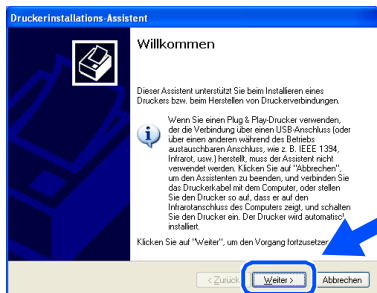 Druckerinstallations-Assistent
Willkommen
Dieser Assistent unterstützt Sie beim Installieren eines
Druckers bzw. beim Herstellen von Druckerverbindungen.
Wenn Sie einen Plug & Play-Drucker verwenden,
der die Verbindung über einen USB-Anschluss (oder
über einen anderen während des Betriebs
austauschbaren Anschluss, wie z. B. IEEE 1394,
Infrarot, usw.) herstellt, muss der Assistent nicht
verwendet werden. Klicken Sie auf "Abbrechen",
um den Assistenten zu beenden, und verbinden Sie
das Druckerkabel mit dem Computer, oder stellen
Sie den Drucker so auf, dass er auf den
Infrarotanschluss des Computers zeigt, und schalten
Sie den Drucker ein. Der Drucker wird automatisch
installiert.
Klicken Sie auf "Weiter", um den Vorgang fortzusetzen
< Zurück
Weiter >
Abbrechen